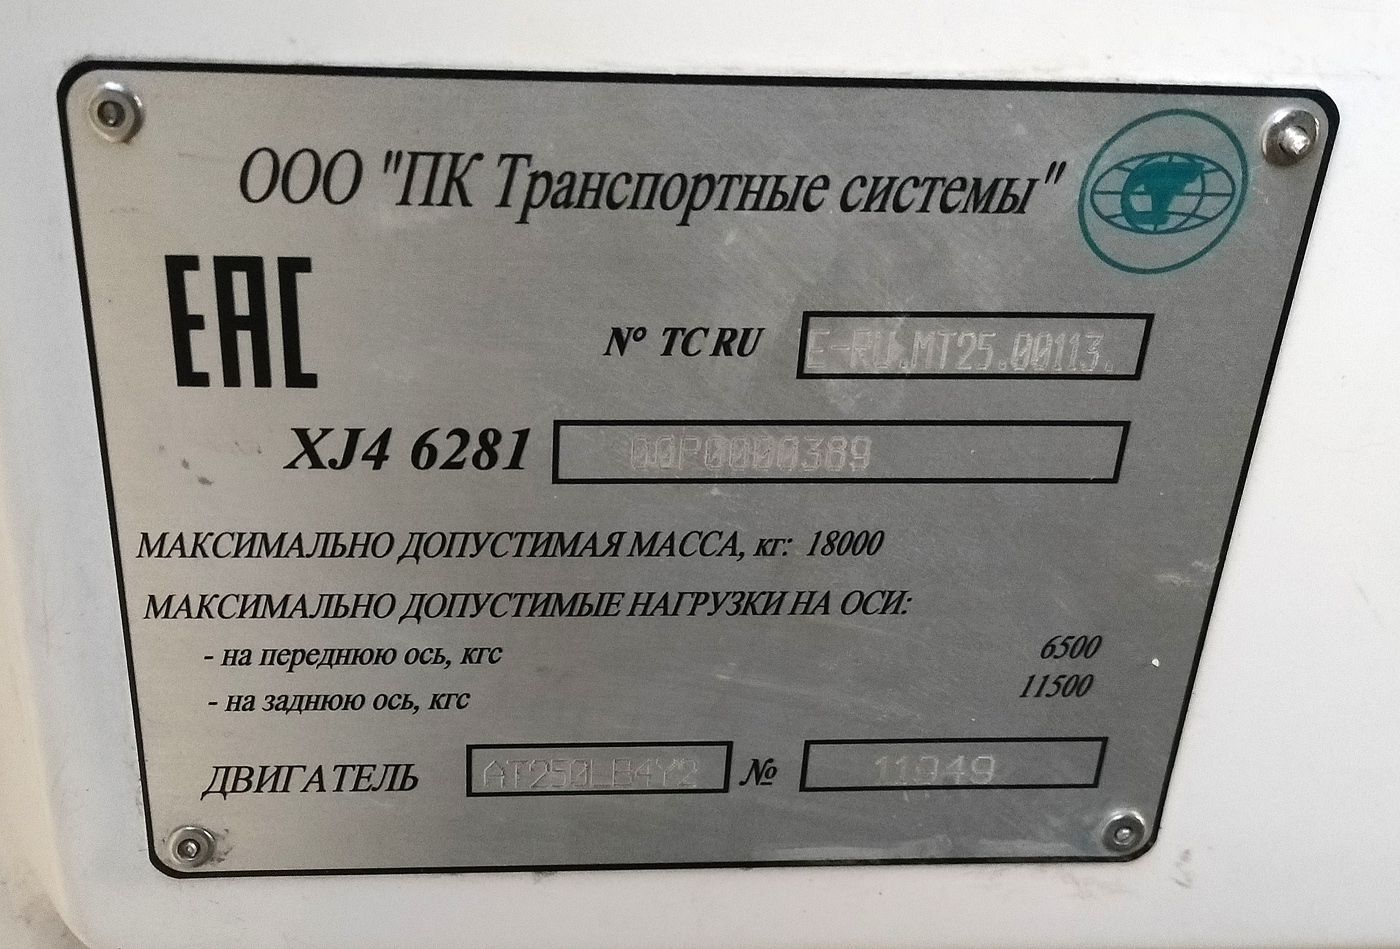 ООО "ПК Транспортные системы"
ЕАС
№ ТС RU E-RU.MT25.00113.
XJ4 6281 00P0000389
МАКСИМАЛЬНО ДОПУСТИМАЯ МАССА, кг: 18000
МАКСИМАЛЬНО ДОПУСТИМЫЕ НАГРУЗКИ НА ОСИ:
- на переднюю ось, кгс 6500
- на заднюю ось, кгс 11500
ДВИГАТЕЛЬ AT250LB4Y2 № 11949